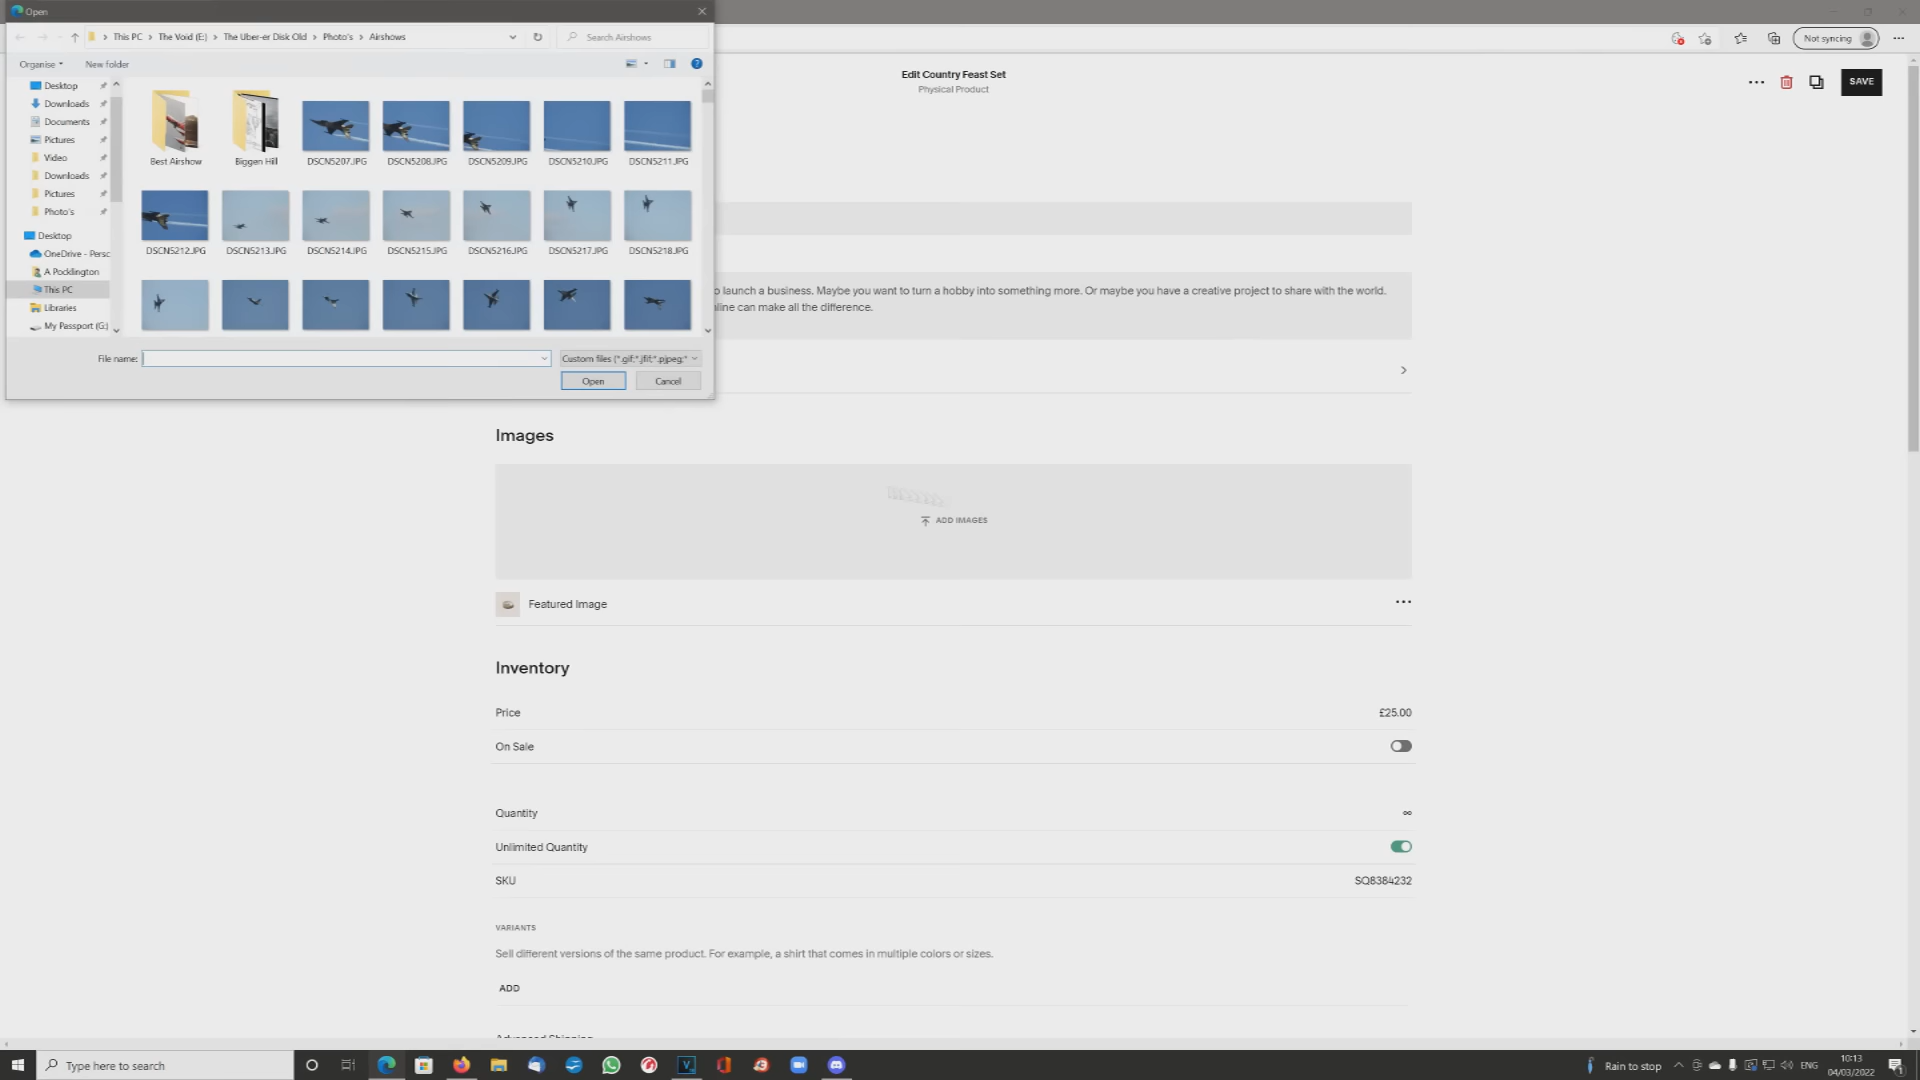 Open
This PC > The Void (E:) > The Uber-er Disk Old > Photo's > Airshows
Search Airshows
Not syncing
Organise
New folder
Edit Country Feast Set
Physical Product
SAVE
Desktop
Downloads
Documents
Pictures
Video
Downloads
Pictures
Photo's
Desktop
OneDrive - Persc
A Pocklington
This PC
Libraries
My Passport (G:)
Best Airshow
Biggen Hill
DSCN5207.JPG
DSCN5208.JPG
DSCN5209.JPG
DSCN5210.JPG
DSCN5211.JPG
DSCN5212.JPG
DSCN5213.JPG
DSCN5214.JPG
DSCN5215.JPG
DSCN5216.JPG
DSCN5217.JPG
DSCN5218.JPG
File name:
Custom files (*.gif;*.jfif;*.pjpeg;*
Open
Cancel
o launch a business. Maybe you want to turn a hobby into something more. Or maybe you have a creative project to share with the world.
line can make all the difference.
Images
ADD IMAGES
Featured Image
Inventory
Price
£25.00
On Sale
Quantity
∞
Unlimited Quantity
SKU
SQ8384232
VARIANTS
Sell different versions of the same product. For example, a shirt that comes in multiple colors or sizes.
ADD
Advanced Shipping
Type here to search
Rain to stop
ENG
10:13
04/03/2022